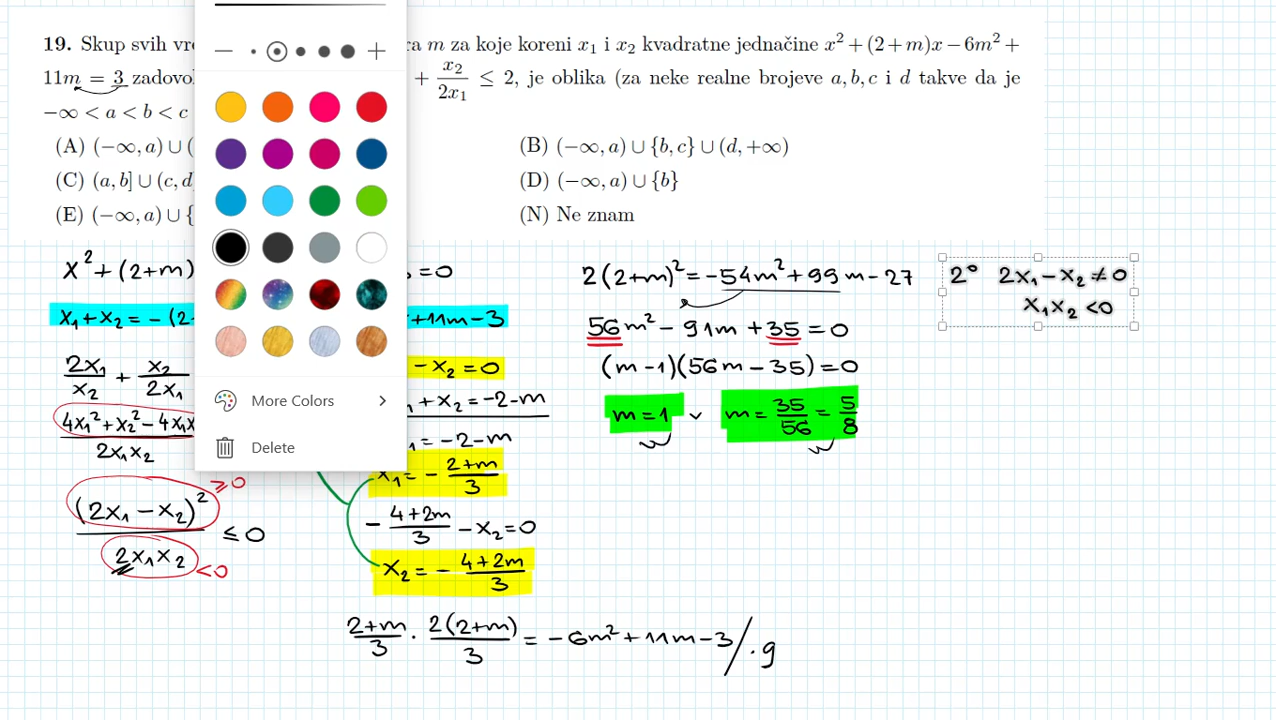 19. Skup svih vre
ra m za koje koreni x₁ i x₂ kvadratne jednačine x² + (2 + m)x − 6m² +
11m = 3 zadovol
+ x₂/2x₁ ≤ 2, je oblika (za neke realne brojeve a, b, c i d takve da je
−∞ < a < b < c
(A) (−∞, a) ∪ (
(B) (−∞, a) ∪ {b, c} ∪ (d, +∞)
(C) (a, b] ∪ (c, d
(D) (−∞, a) ∪ {b}
(E) (−∞, a) ∪ {
(N) Ne znam
More Colors
Delete
x² + (2+m)
= 0
x₁ + x₂ = −(2
+11m−3
2x₁/x₂ + x₂/2x₁
4x₁² + x₂² − 4x₁x
2x₁x₂
(2x₁ − x₂)² ≥0
≤ 0
2x₁x₂ <0
− x₂ = 0
+ x₂ = −2−m
= −2−m
x₁ = − (2+m)/3
− (4+2m)/3 − x₂ = 0
x₂ = − (4+2m)/3
(2+m)/3 · 2(2+m)/3 = −6m² + 11m − 3 / · 9
2(2+m)² = −54m² + 99m − 27
56m² − 91m + 35 = 0
(m−1)(56m−35) = 0
m = 1 ∨ m = 35/56 = 5/8
2° 2x₁ − x₂ ≠ 0
x₁x₂ < 0